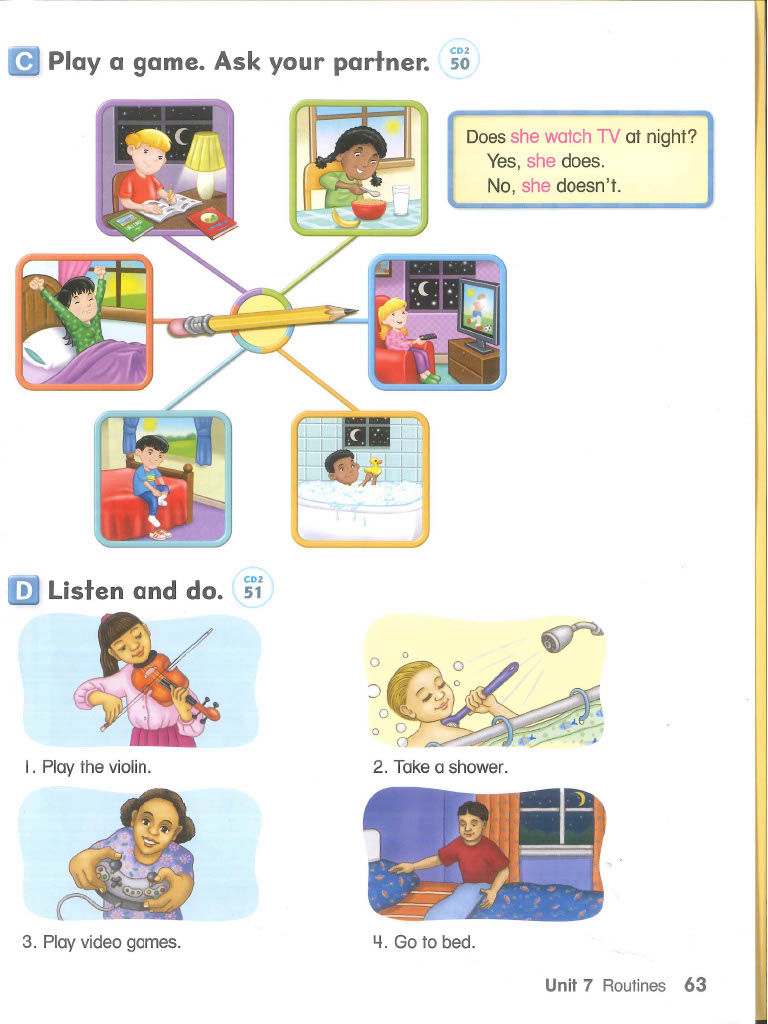 C Play a game. Ask your partner. CD2 50
Does she watch TV at night?
Yes, she does.
No, she doesn't.
D Listen and do. CD2 51
1. Play the violin.
2. Take a shower.
3. Play video games.
4. Go to bed.
Unit 7 Routines 63